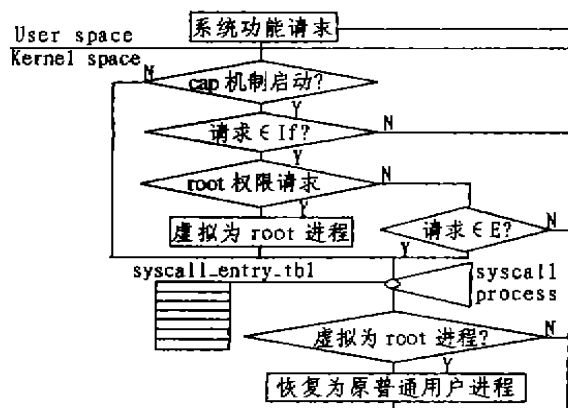 系统功能请求
User space
Kernel space
N
cap 机制启动?
Y
请求 ∈ If?
N
Y
root 权限请求
N
Y
虚拟为 root 进程
请求 ∈ E?
N
Y
syscall_entry_tbl
syscall
process
虚拟为 root 进程?
N
Y
恢复为原普通用户进程